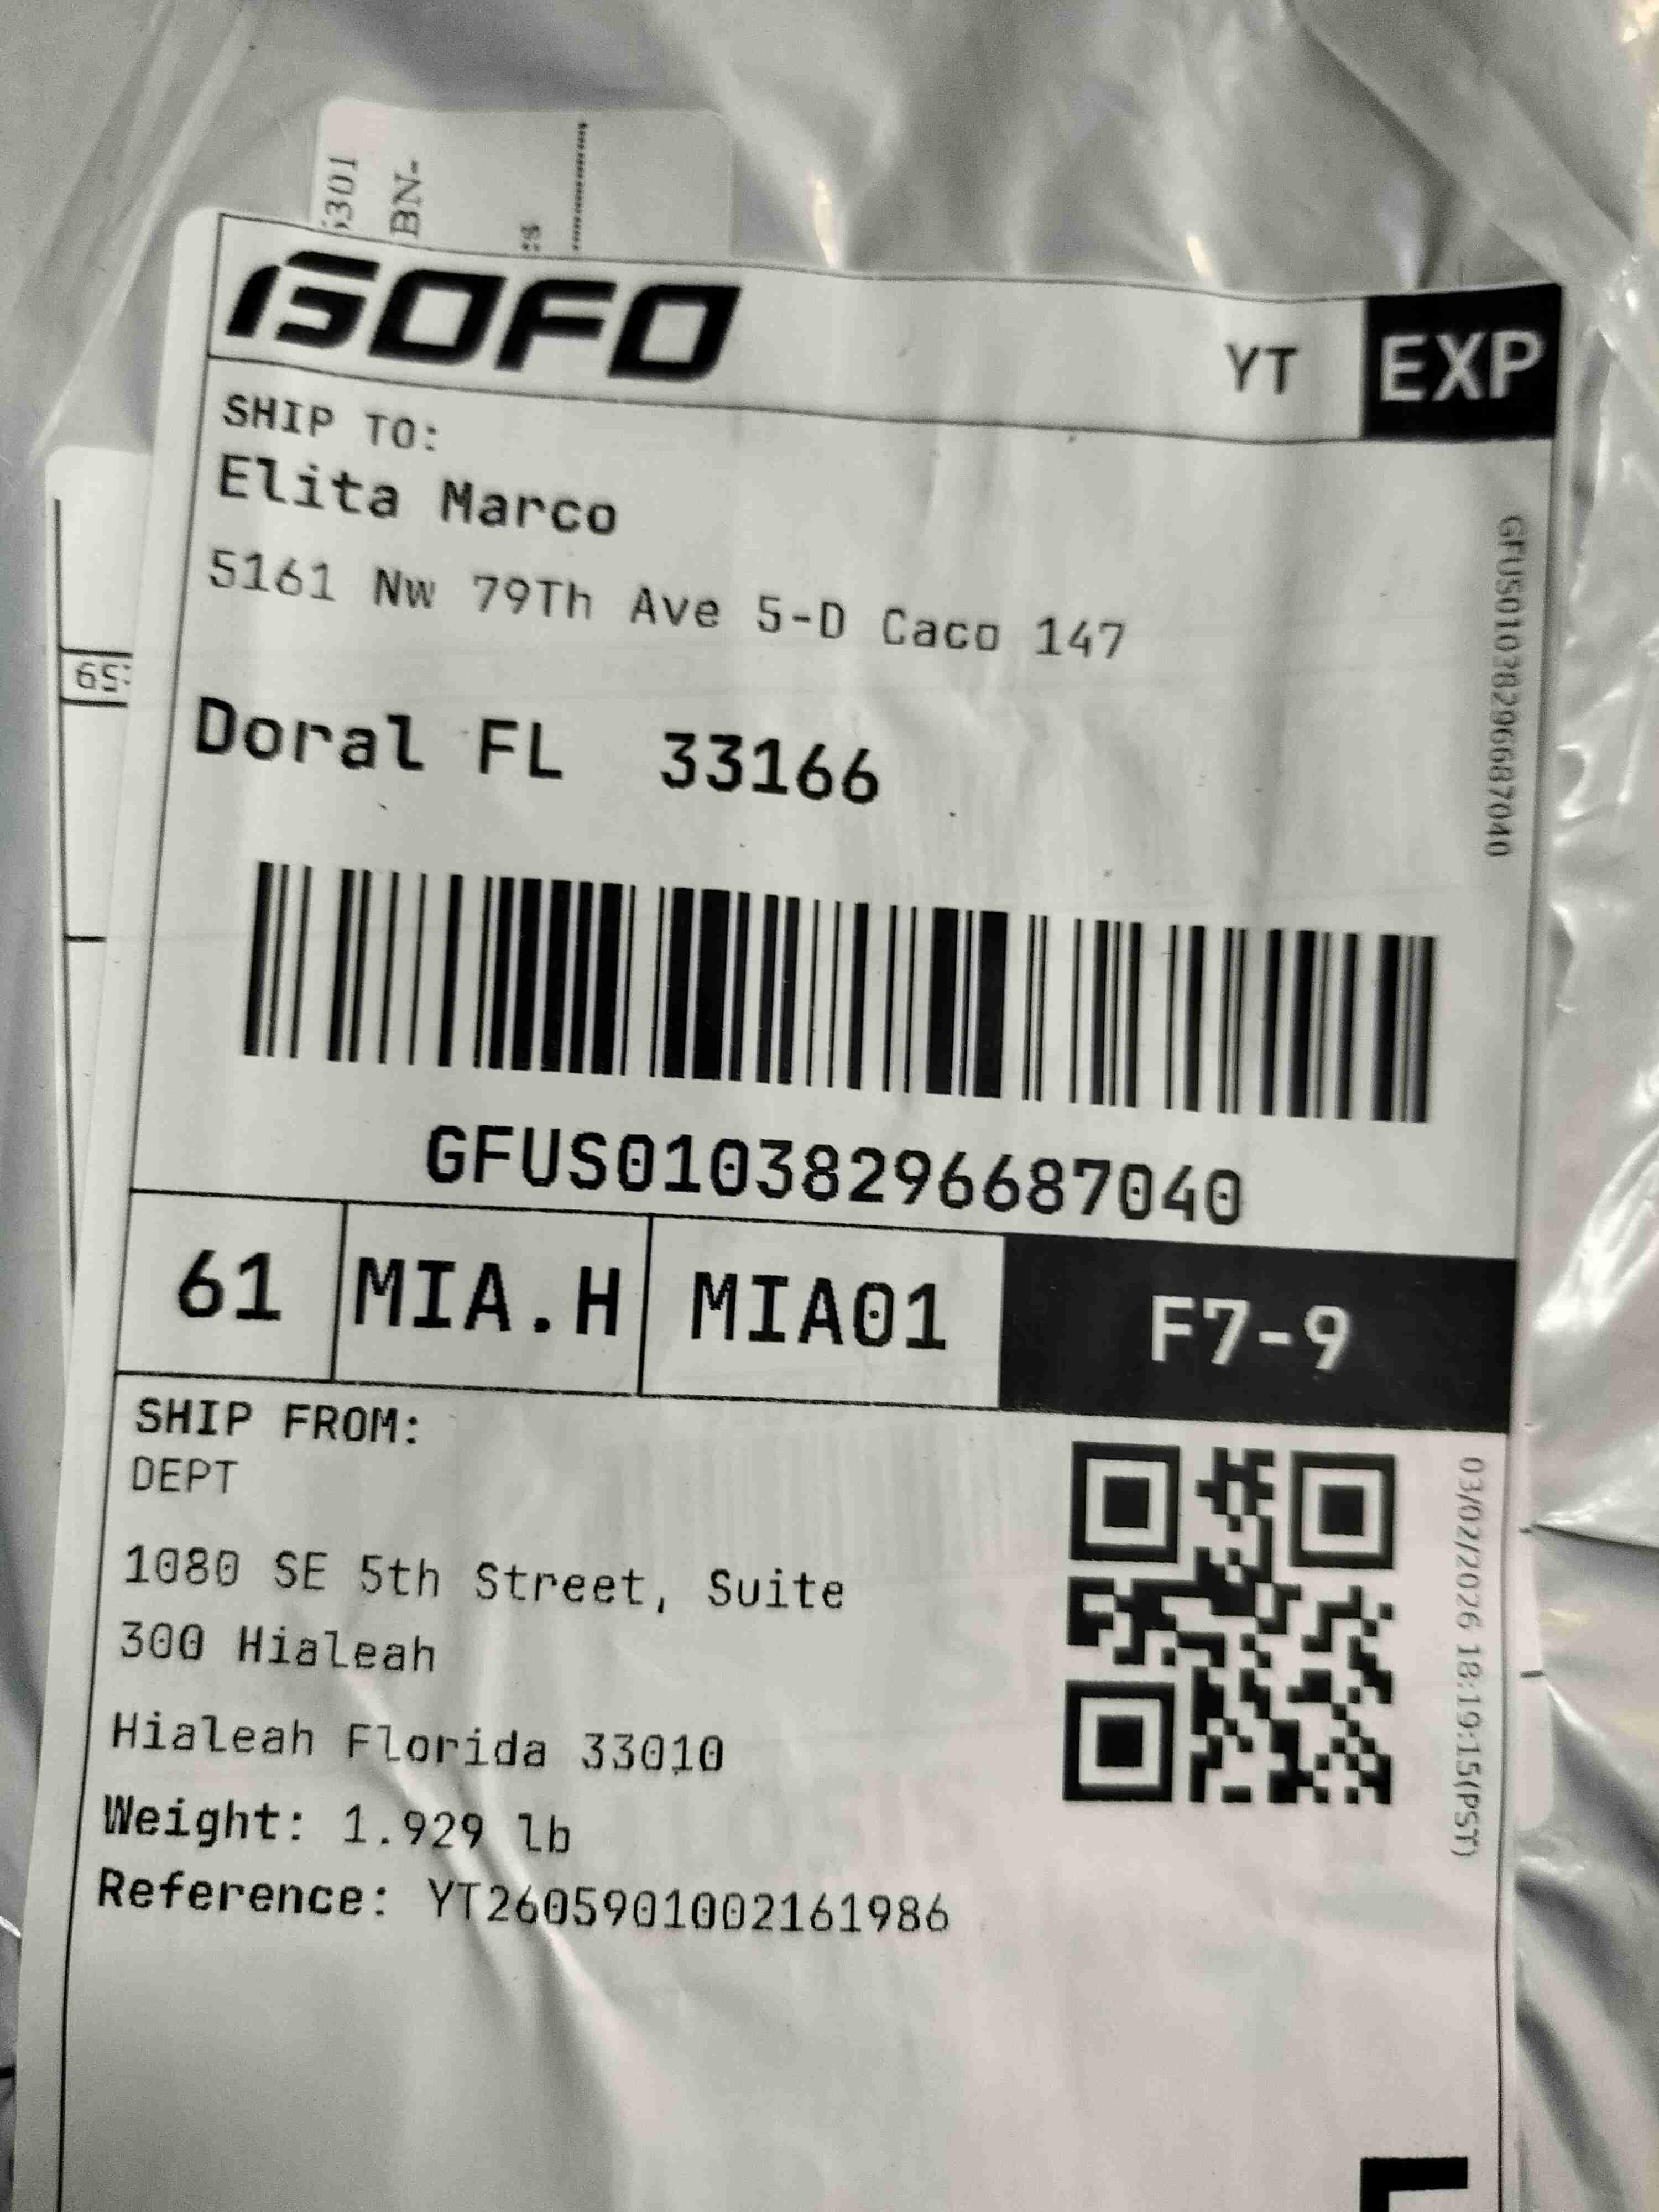 BN-
GOFO
YT
EXP
SHIP TO:
Elita Marco
5161 Nw 79Th Ave 5-D Caco 147
Doral FL 33166
GFUS01038296687040
GFUS01038296687040
61
MIA.H
MIA01
F7-9
SHIP FROM:
DEPT
1080 SE 5th Street, Suite
300 Hialeah
Hialeah Florida 33010
Weight: 1.929 lb
Reference: YT2605901002161986
03/02/2026 18:19:15(PST)